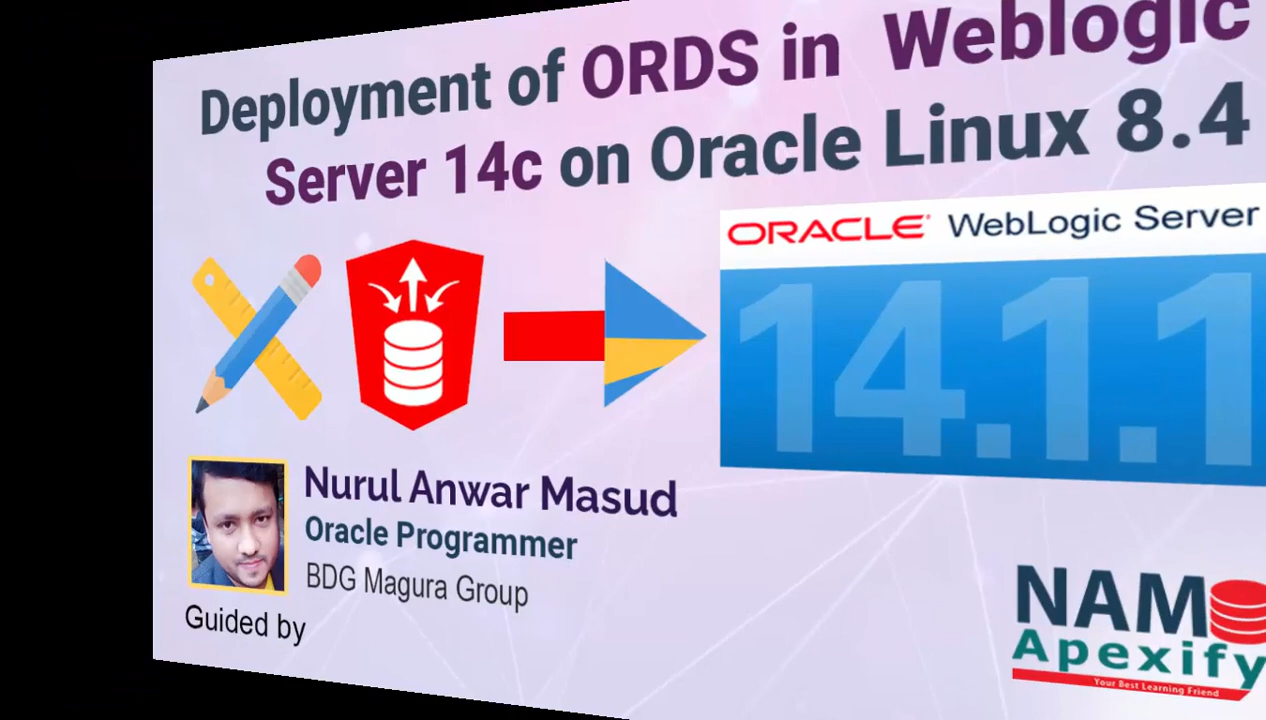 Deployment of ORDS in Weblogic
Server 14c on Oracle Linux 8.4
ORACLE® WebLogic Server
14.1.1
Nurul Anwar Masud
Oracle Programmer
BDG Magura Group
Guided by
NAM
Apexify
Your Best Learning Friend